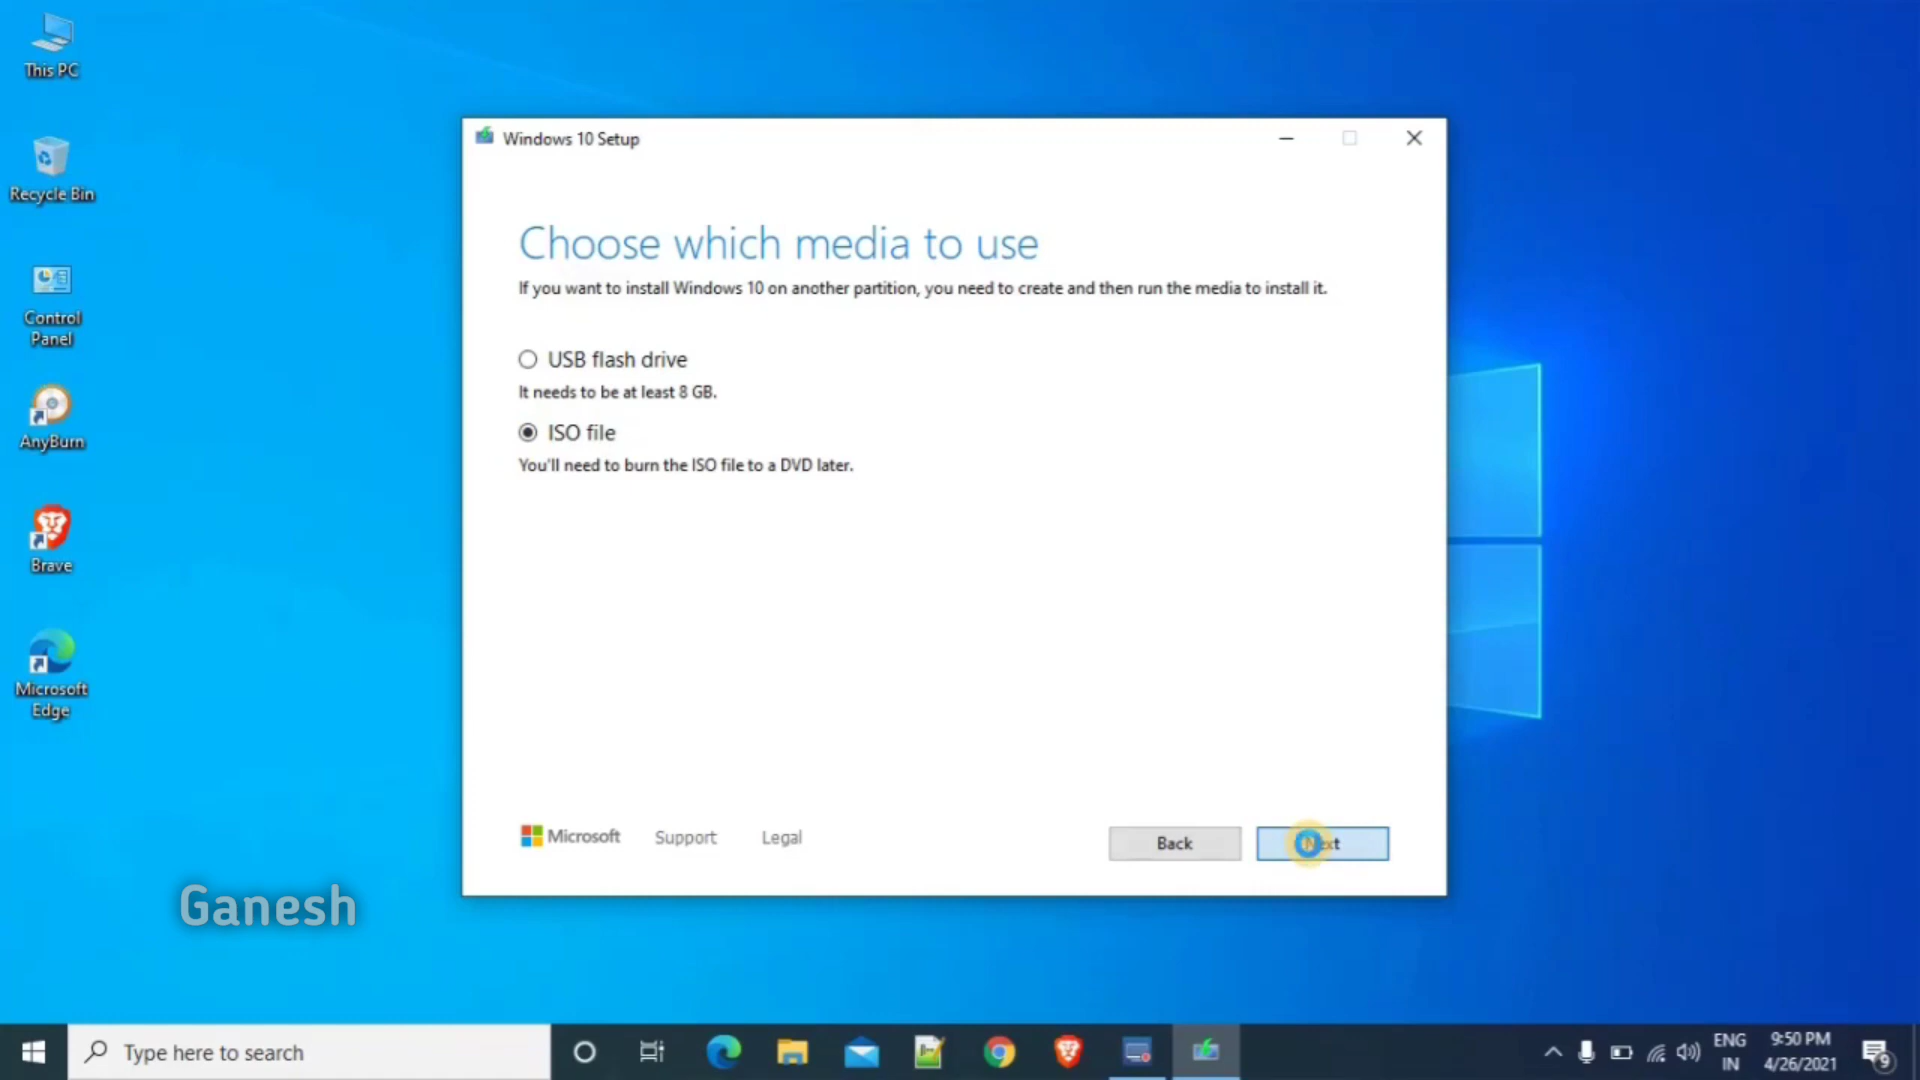 This PC
Recycle Bin
Control
Panel
AnyBurn
Brave
Microsoft
Edge
Windows 10 Setup
Choose which media to use
If you want to install Windows 10 on another partition, you need to create and then run the media to install it.
USB flash drive
It needs to be at least 8 GB.
ISO file
You'll need to burn the ISO file to a DVD later.
Microsoft
Support
Legal
Back
Ganesh
Type here to search
ENG
IN
9:50 PM
4/26/2021
9